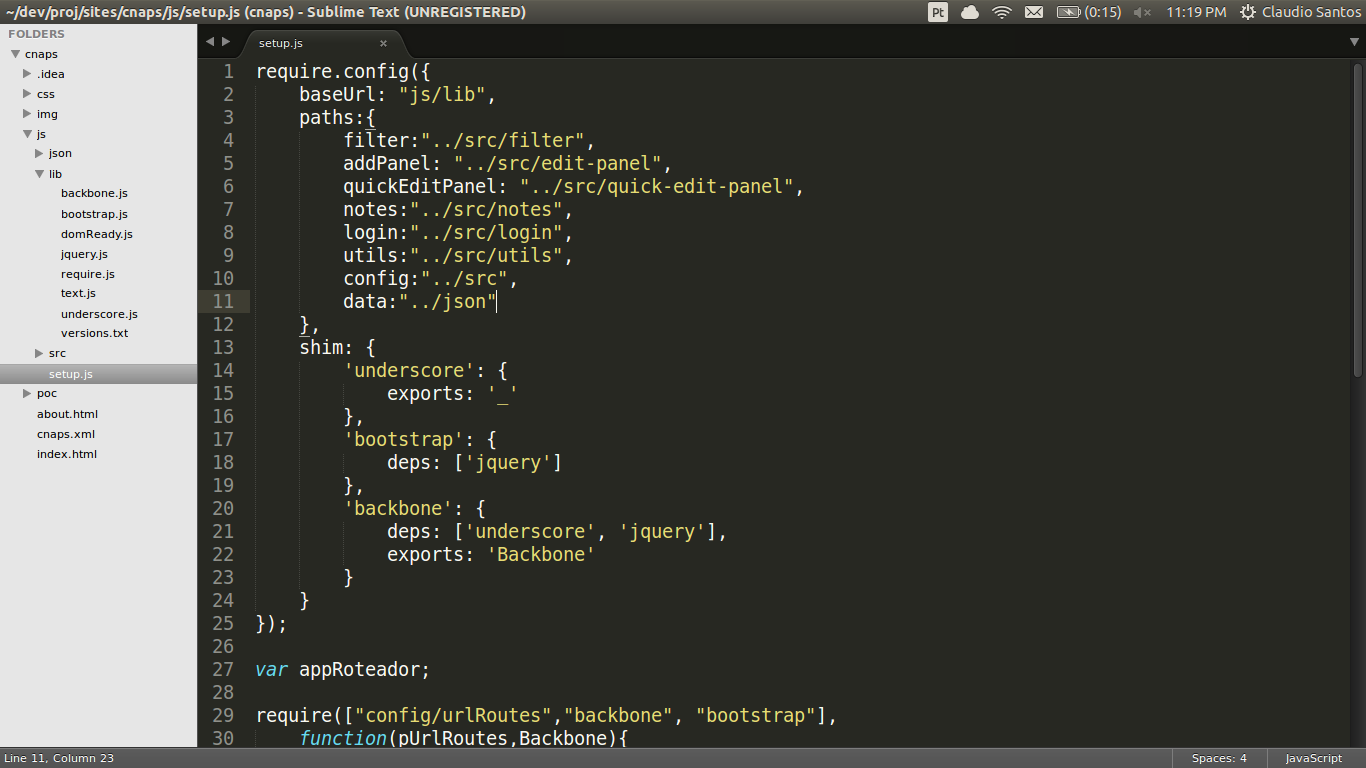 ~/dev/proj/sites/cnaps/js/setup.js (cnaps) - Sublime Text (UNREGISTERED)
Pt (0:15) 11:19 PM Claudio Santos
FOLDERS
cnaps
.idea
css
img
js
json
lib
backbone.js
bootstrap.js
domReady.js
jquery.js
require.js
text.js
underscore.js
versions.txt
src
setup.js
poc
about.html
cnaps.xml
index.html
setup.js ×
1 require.config({
2     baseUrl: "js/lib",
3     paths:{
4         filter:"../src/filter",
5         addPanel: "../src/edit-panel",
6         quickEditPanel: "../src/quick-edit-panel",
7         notes:"../src/notes",
8         login:"../src/login",
9         utils:"../src/utils",
10         config:"../src",
11         data:"../json"
12     },
13     shim: {
14         'underscore': {
15             exports: '_'
16         },
17         'bootstrap': {
18             deps: ['jquery']
19         },
20         'backbone': {
21             deps: ['underscore', 'jquery'],
22             exports: 'Backbone'
23         }
24     }
25 });
26
27 var appRoteador;
28
29 require(["config/urlRoutes","backbone", "bootstrap"],
30     function(pUrlRoutes,Backbone){
Line 11, Column 23
Spaces: 4
JavaScript